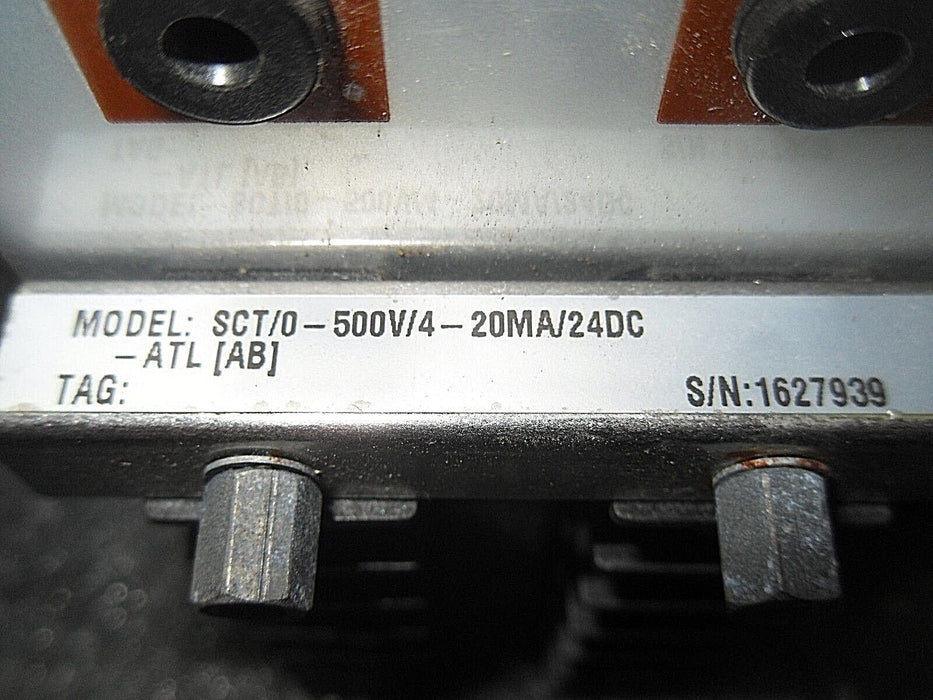 MODEL: SCT/0-500V/4-20MA/24DC
-ATL [AB]
TAG:
S/N:1627939